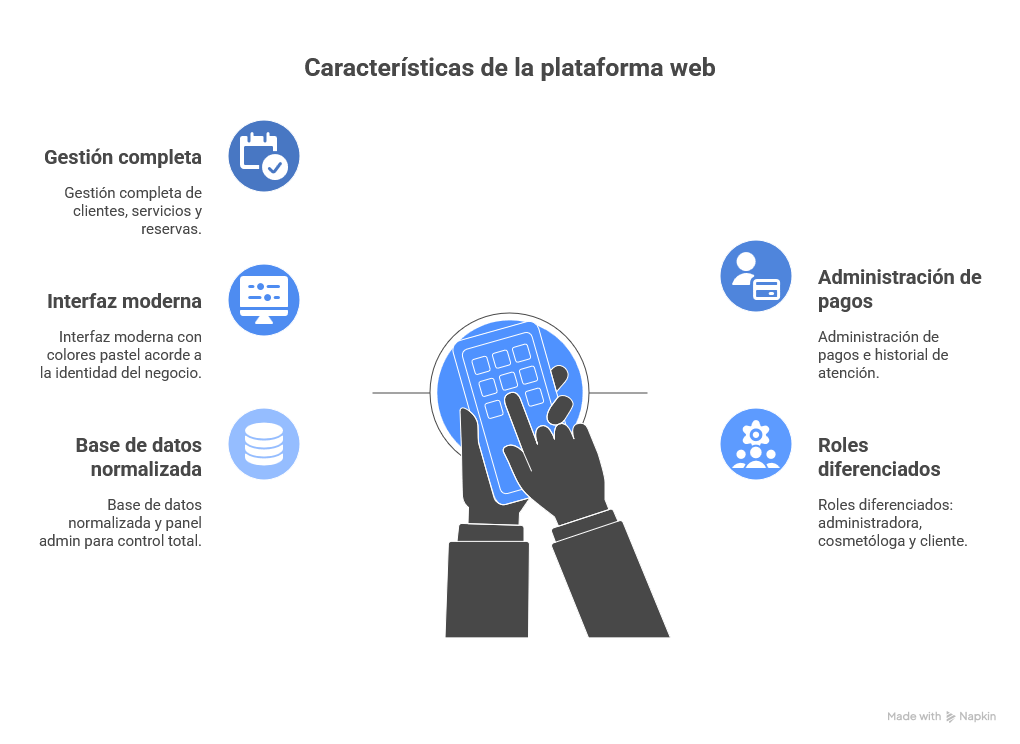 Características de la plataforma web
Gestión completa
Gestión completa de
clientes, servicios y
reservas.
Interfaz moderna
Interfaz moderna con
colores pastel acorde a
la identidad del negocio.
Base de datos
normalizada
Base de datos
normalizada y panel
admin para control total.
Administración de
pagos
Administración de
pagos e historial de
atención.
Roles
diferenciados
Roles diferenciados:
administradora,
cosmetóloga y cliente.
Made with Napkin